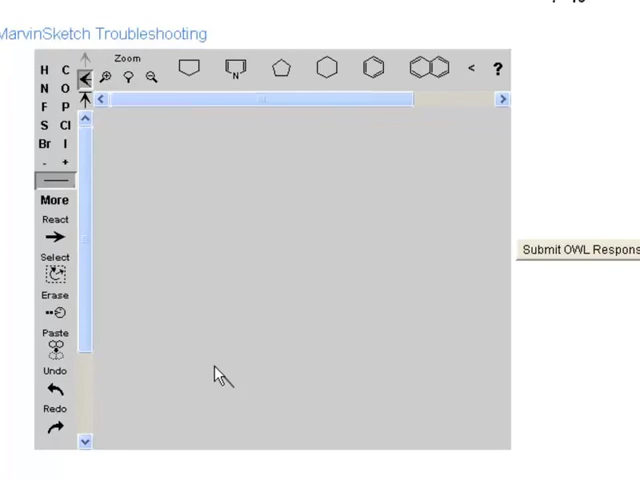 MarvinSketch Troubleshooting
Zoom
H C
N O
F P
S Cl
Br I
- +
N
< ?
More
React
Select
Erase
Paste
Undo
Redo
Submit OWL Respons